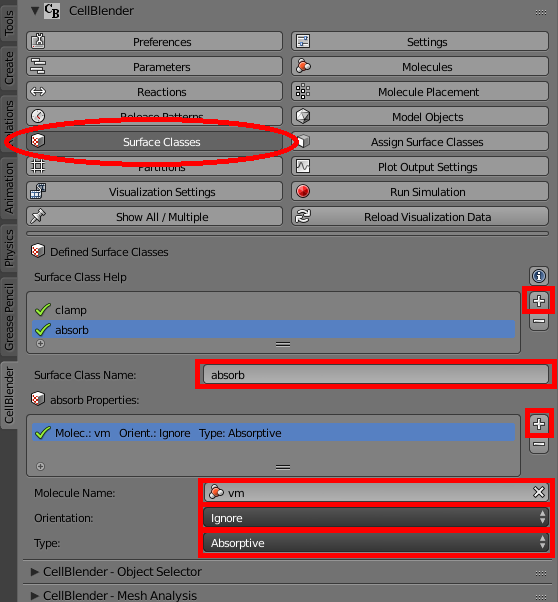 CellBlender
Preferences
Settings
Parameters
Molecules
Reactions
Molecule Placement
Release Patterns
Model Objects
Surface Classes
Assign Surface Classes
Partitions
Plot Output Settings
Visualization Settings
Run Simulation
Show All / Multiple
Reload Visualization Data
Defined Surface Classes
Surface Class Help
clamp
absorb
Surface Class Name: absorb
absorb Properties:
Molec.: vm Orient.: Ignore Type: Absorptive
Molecule Name: vm
Orientation: Ignore
Type: Absorptive
CellBlender - Object Selector
CellBlender - Mesh Analysis
Tools
Create
Animation
Physics
Grease Pencil
CellBlender